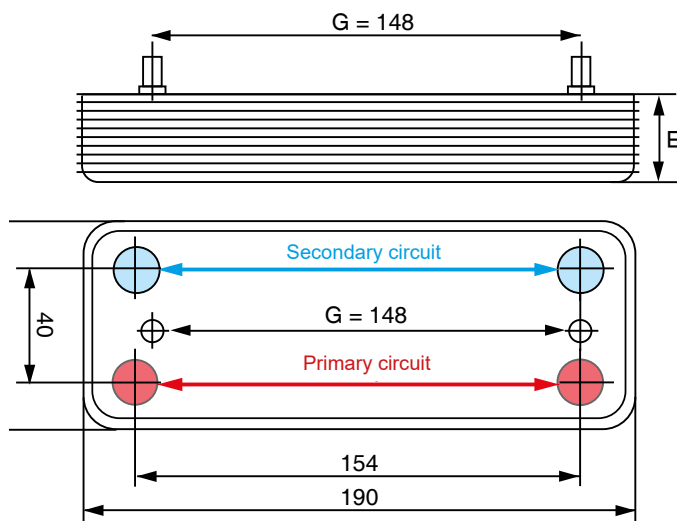 G = 148
E
Secondary circuit
40
G = 148
Primary circuit
154
190